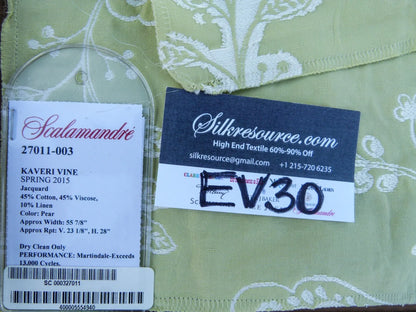 Scalamandré
27011-003
KAVERI VINE
SPRING 2015
Jacquard
45% Cotton, 45% Viscose,
10% Linen
Color: Pear
Approx Width: 55 7/8"
Approx Rpt: V. 23 1/8", H. 28"
Dry Clean Only
PERFORMANCE: Martindale-Exceeds
13,000 Cycles.
SC 000327011
600005554940
Silkresource.com
High End Textile 60%-90% Off
silkresource@gmail.com +1 215-720 6235
EV30